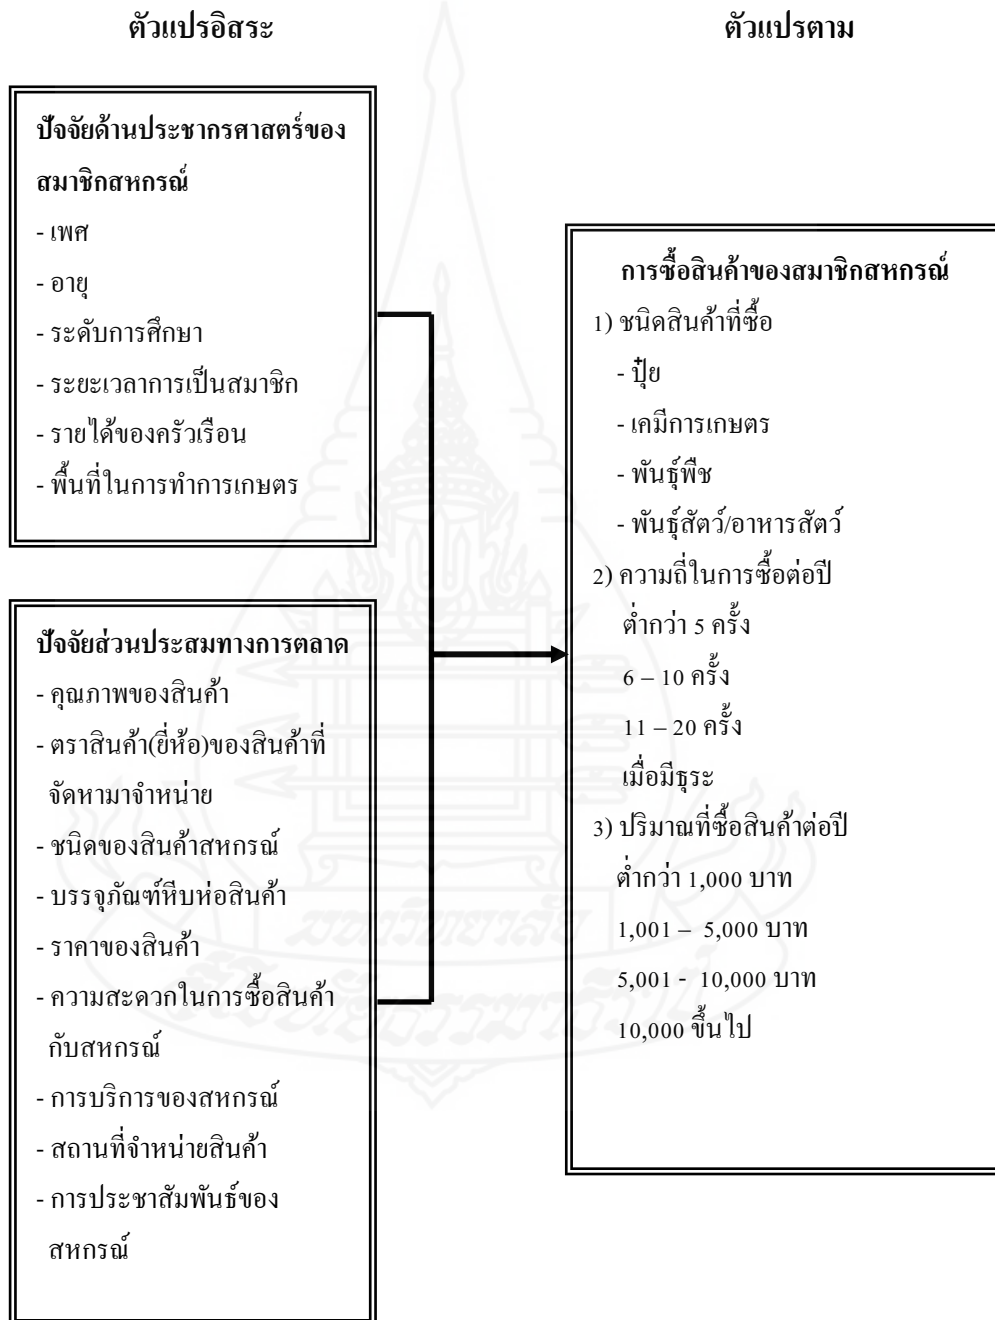 ตัวแปรอิสระ
ตัวแปรตาม
ปัจจัยด้านประชากรศาสตร์ของ
สมาชิกสหกรณ์
- เพศ
- อายุ
- ระดับการศึกษา
- ระยะเวลาการเป็นสมาชิก
- รายได้ของครัวเรือน
- พื้นที่ในการทำการเกษตร
ปัจจัยส่วนประสมทางการตลาด
- คุณภาพของสินค้า
- ตราสินค้า(ยี่ห้อ)ของสินค้าที่
จัดหามาจำหน่าย
- ชนิดของสินค้าสหกรณ์
- บรรจุภัณฑ์หีบห่อสินค้า
- ราคาของสินค้า
- ความสะดวกในการซื้อสินค้า
กับสหกรณ์
- การบริการของสหกรณ์
- สถานที่จำหน่ายสินค้า
- การประชาสัมพันธ์ของ
สหกรณ์
การซื้อสินค้าของสมาชิกสหกรณ์
1) ชนิดสินค้าที่ซื้อ
- ปุ๋ย
- เคมีการเกษตร
- พันธุ์พืช
- พันธุ์สัตว์/อาหารสัตว์
2) ความถี่ในการซื้อต่อปี
ต่ำกว่า 5 ครั้ง
6 – 10 ครั้ง
11 – 20 ครั้ง
เมื่อมีธุระ
3) ปริมาณที่ซื้อสินค้าต่อปี
ต่ำกว่า 1,000 บาท
1,001 – 5,000 บาท
5,001 - 10,000 บาท
10,000 ขึ้นไป
มหาวิทยาลัย
สุโขทัยธรรมาธิราช